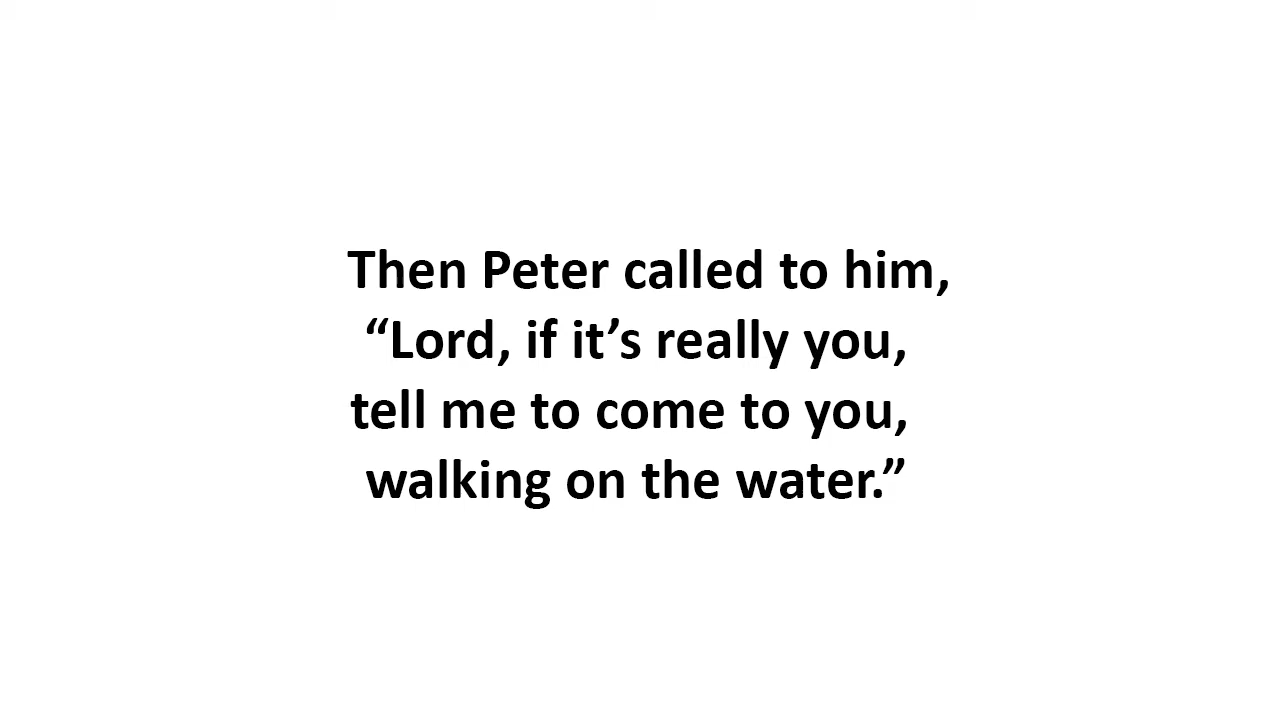 Then Peter called to him,
“Lord, if it’s really you,
tell me to come to you,
walking on the water.”